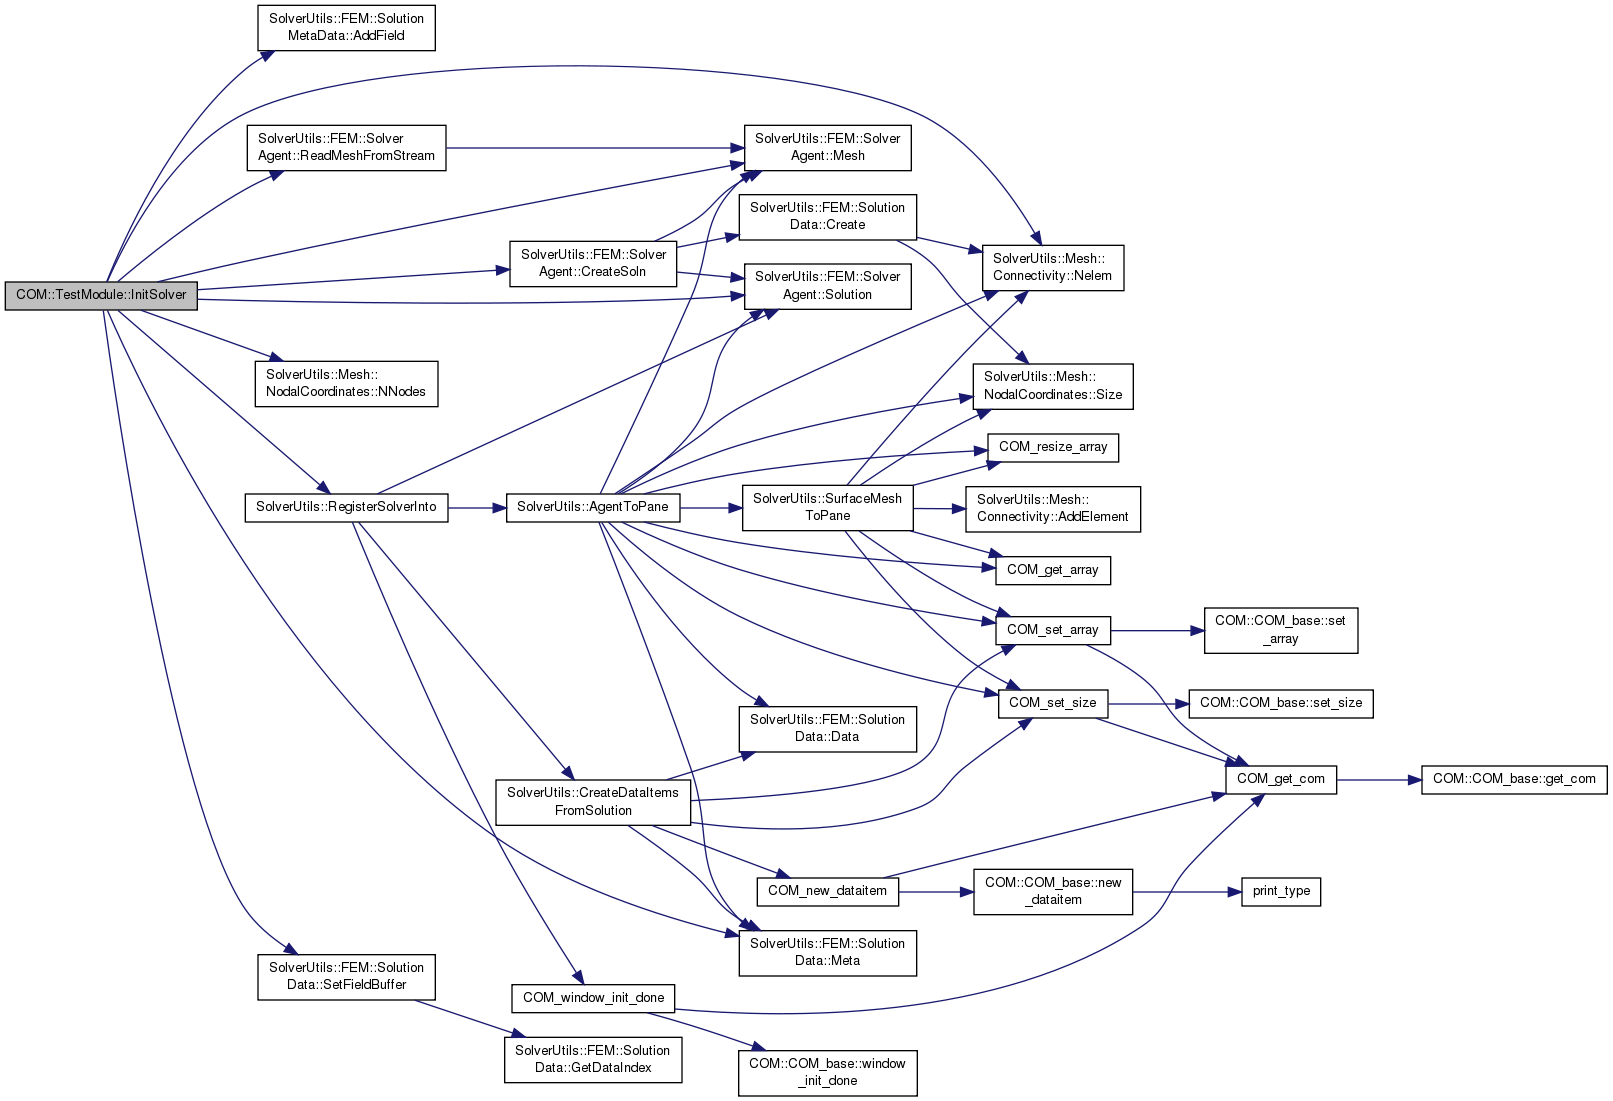 SolverUtils::FEM::Solution
MetaData::AddField
SolverUtils::FEM::Solver
Agent::ReadMeshFromStream
SolverUtils::FEM::Solver
Agent::Mesh
SolverUtils::FEM::Solution
Data::Create
SolverUtils::FEM::Solver
Agent::CreateSoln
SolverUtils::Mesh::
Connectivity::Nelem
SolverUtils::FEM::Solver
Agent::Solution
COM::TestModule::InitSolver
SolverUtils::Mesh::
NodalCoordinates::NNodes
SolverUtils::Mesh::
NodalCoordinates::Size
COM_resize_array
SolverUtils::RegisterSolverInto
SolverUtils::AgentToPane
SolverUtils::SurfaceMesh
ToPane
SolverUtils::Mesh::
Connectivity::AddElement
COM_get_array
COM_set_array
COM::COM_base::set
_array
COM_set_size
COM::COM_base::set_size
SolverUtils::FEM::Solution
Data::Data
COM_get_com
COM::COM_base::get_com
SolverUtils::CreateDataItems
FromSolution
COM_new_dataitem
COM::COM_base::new
_dataitem
print_type
SolverUtils::FEM::Solution
Data::Meta
SolverUtils::FEM::Solution
Data::SetFieldBuffer
COM_window_init_done
SolverUtils::FEM::Solution
Data::GetDataIndex
COM::COM_base::window
_init_done